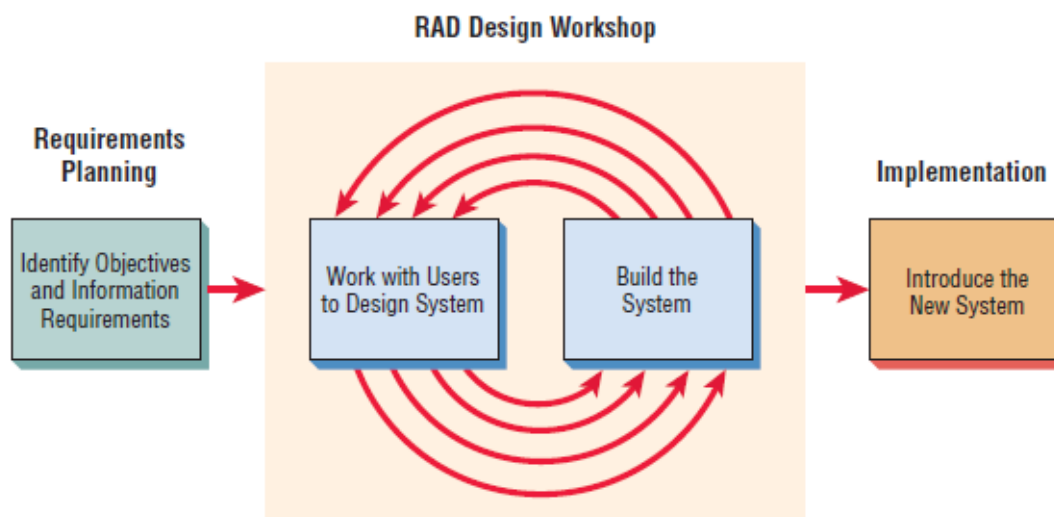 RAD Design Workshop
Requirements
Planning
Identify Objectives
and Information
Requirements
Work with Users
to Design System
Build the
System
Implementation
Introduce the
New System